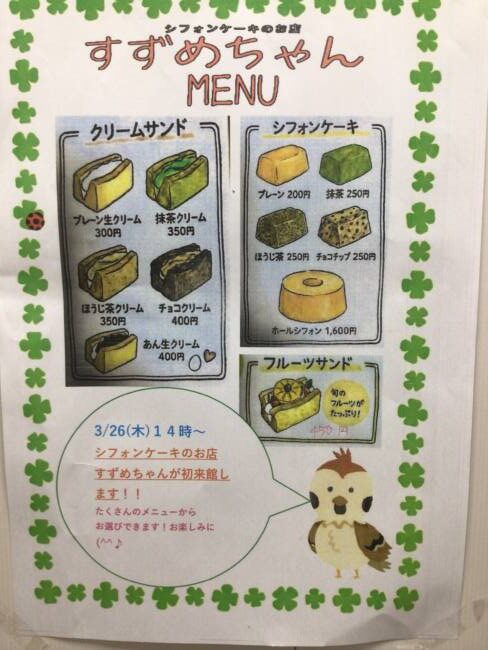 シフォンケーキのお店
すずめちゃん
MENU
クリームサンド
プレーン生クリーム
300円
抹茶クリーム
350円
ほうじ茶クリーム
350円
チョコクリーム
400円
あん生クリーム
400円
シフォンケーキ
プレーン 200円
抹茶 250円
ほうじ茶 250円
チョコチップ 250円
ホールシフォン 1,600円
フルーツサンド
旬の
フルーツが
たっぷり!
450円
3/26(木)14時~
シフォンケーキのお店
すずめちゃんが初来館し
ます!!
たくさんのメニューから
お選びできます!お楽しみに
(^^♪